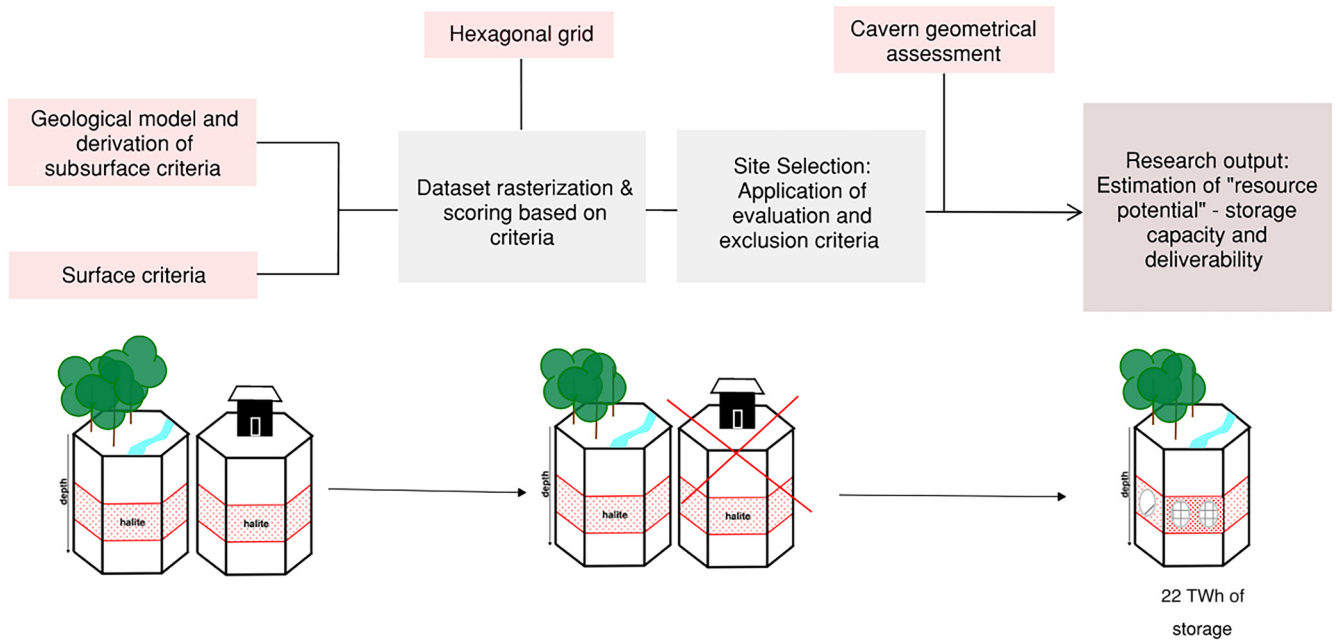 Hexagonal grid
Cavern geometrical
assessment
Geological model and
derivation of
subsurface criteria
Surface criteria
Dataset rasterization &
scoring based on
criteria
Site Selection:
Application of
evaluation and
exclusion criteria
Research output:
Estimation of "resource
potential" - storage
capacity and
deliverability
depth
halite
halite
depth
halite
halite
depth
22 TWh of
storage